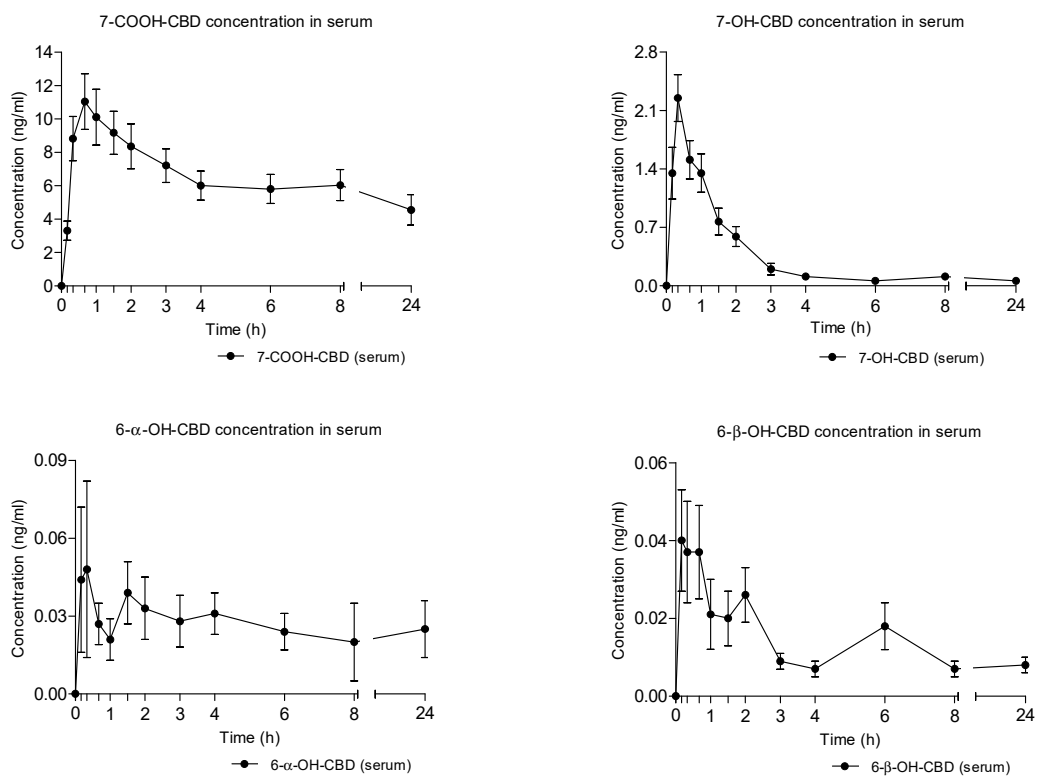 7-COOH-CBD concentration in serum
Concentration (ng/ml)
14
12
10
8
6
4
2
0
0 1 2 3 4 6 8 24
Time (h)
7-COOH-CBD (serum)
7-OH-CBD concentration in serum
Concentration (ng/ml)
2.8
2.1
1.4
0.7
0.0
0 1 2 3 4 6 8 24
Time (h)
7-OH-CBD (serum)
6-α-OH-CBD concentration in serum
Concentration (ng/ml)
0.09
0.06
0.03
0.00
0 1 2 3 4 6 8 24
Time (h)
6-α-OH-CBD (serum)
6-β-OH-CBD concentration in serum
Concentration (ng/ml)
0.06
0.04
0.02
0.00
0 1 2 3 4 6 8 24
Time (h)
6-β-OH-CBD (serum)